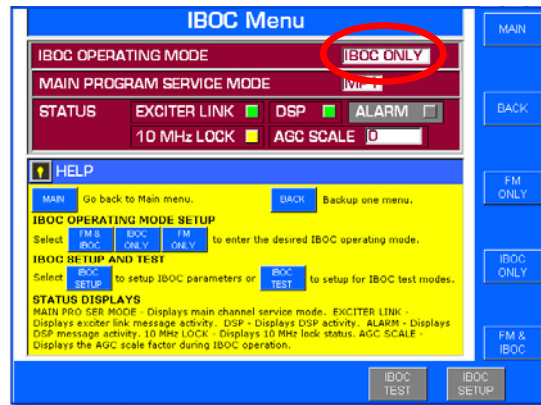 IBOC Menu
MAIN
IBOC OPERATING MODE
IBOC ONLY
MAIN PROGRAM SERVICE MODE
MP 1
STATUS
EXCITER LINK
DSP
ALARM
BACK
10 MHz LOCK
AGC SCALE
0
HELP
MAIN Go back to Main menu.
BACK Backup one menu.
FM
ONLY
IBOC OPERATING MODE SETUP
Select FM & IBOC IBOC ONLY FM ONLY to enter the desired IBOC operating mode.
IBOC SETUP AND TEST
Select IBOC SETUP to setup IBOC parameters or IBOC TEST to setup for IBOC test modes.
IBOC
ONLY
STATUS DISPLAYS
MAIN PRO SER MODE - Displays main channel service mode. EXCITER LINK -
Displays exciter link message activity. DSP - Displays DSP activity. ALARM - Displays
DSP message activity. 10 MHz LOCK - Displays 10 MHz lock status. AGC SCALE -
Displays the AGC scale factor during IBOC operation.
FM &
IBOC
IBOC
TEST
IBOC
SETUP